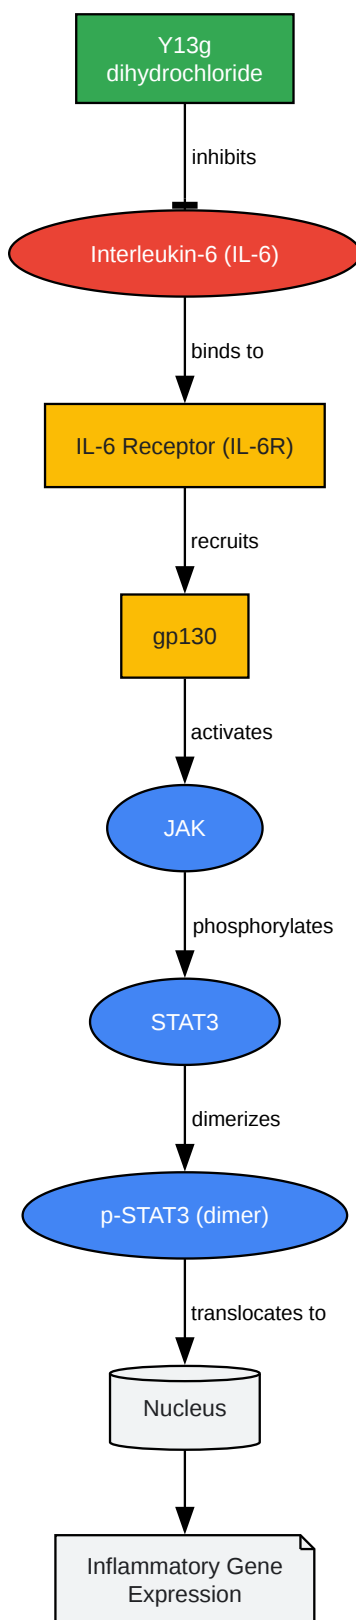 Y13g
dihydrochloride
inhibits
Interleukin-6 (IL-6)
binds to
IL-6 Receptor (IL-6R)
recruits
gp130
activates
JAK
phosphorylates
STAT3
dimerizes
p-STAT3 (dimer)
translocates to
Nucleus
Inflammatory Gene
Expression